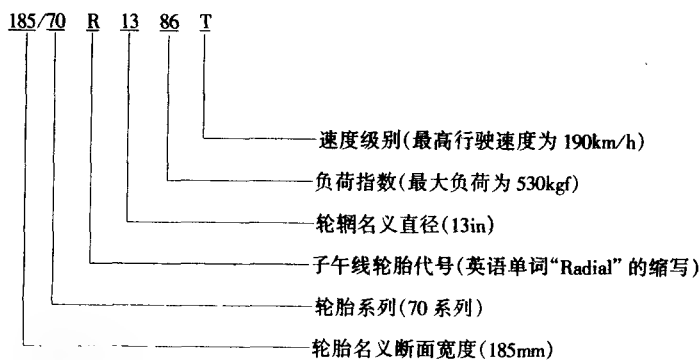 185/70 R 13 86 T
速度级别(最高行驶速度为 190km/h)
负荷指数(最大负荷为 530kgf)
轮辋名义直径(13in)
子午线轮胎代号(英语单词“Radial”的缩写)
轮胎系列(70 系列)
轮胎名义断面宽度(185mm)